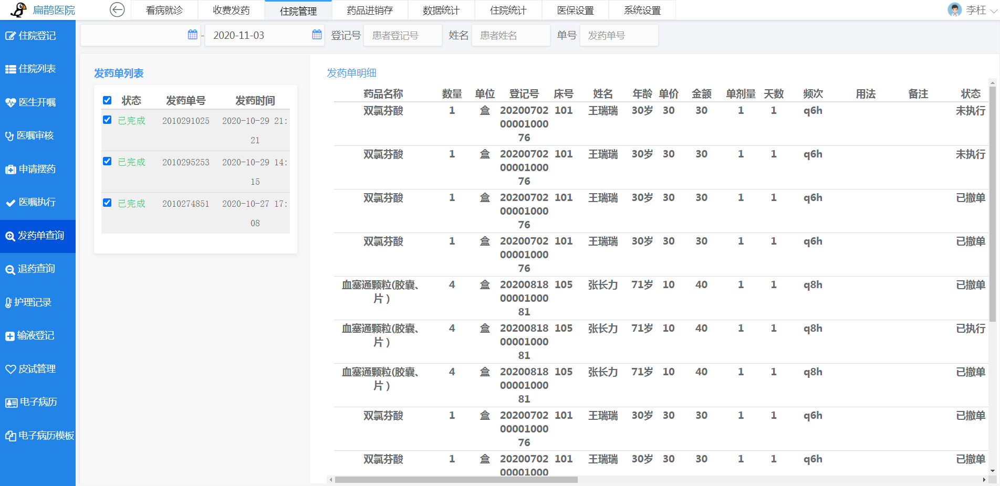 扁鹊医院
看病就诊 收费发药 住院管理 药品进销存 数据统计 住院统计 医保设置 系统设置 李枉
住院登记
住院列表
医生开嘱
医嘱审核
申请摆药
医嘱执行
发药单查询
退药查询
护理记录
输液登记
皮试管理
电子病历
电子病历模板
- 2020-11-03 登记号 患者登记号 姓名 患者姓名 单号 发药单号
发药单列表
状态 发药单号 发药时间
已完成 2010291025 2020-10-29 21:
21
已完成 2010295253 2020-10-29 14:
15
已完成 2010274851 2020-10-27 17:
08
发药单明细
药品名称 数量 单位 登记号 床号 姓名 年龄 单价 金额 单剂量 天数 频次 用法 备注 状态
双氯芬酸 1 盒 20200702 101 王瑞瑞 30岁 30 30 1 1 q6h 未执行
00001000
76
双氯芬酸 1 盒 20200702 101 王瑞瑞 30岁 30 30 1 1 q6h 未执行
00001000
76
双氯芬酸 1 盒 20200702 101 王瑞瑞 30岁 30 30 1 1 q6h 已撤单
00001000
76
双氯芬酸 1 盒 20200702 101 王瑞瑞 30岁 30 30 1 1 q6h 已撤单
00001000
76
血塞通颗粒(胶囊、 4 盒 20200818 105 张长力 71岁 10 40 1 1 q8h 已撤单
片 ) 00001000
81
血塞通颗粒(胶囊、 4 盒 20200818 105 张长力 71岁 10 40 1 1 q8h 已执行
片 ) 00001000
81
血塞通颗粒(胶囊、 4 盒 20200818 105 张长力 71岁 10 40 1 1 q8h 已撤单
片 ) 00001000
81
双氯芬酸 1 盒 20200702 101 王瑞瑞 30岁 30 30 1 1 q6h 已撤单
00001000
76
双氯芬酸 1 盒 20200702 101 王瑞瑞 30岁 30 30 1 1 q6h 已撤单
00001000